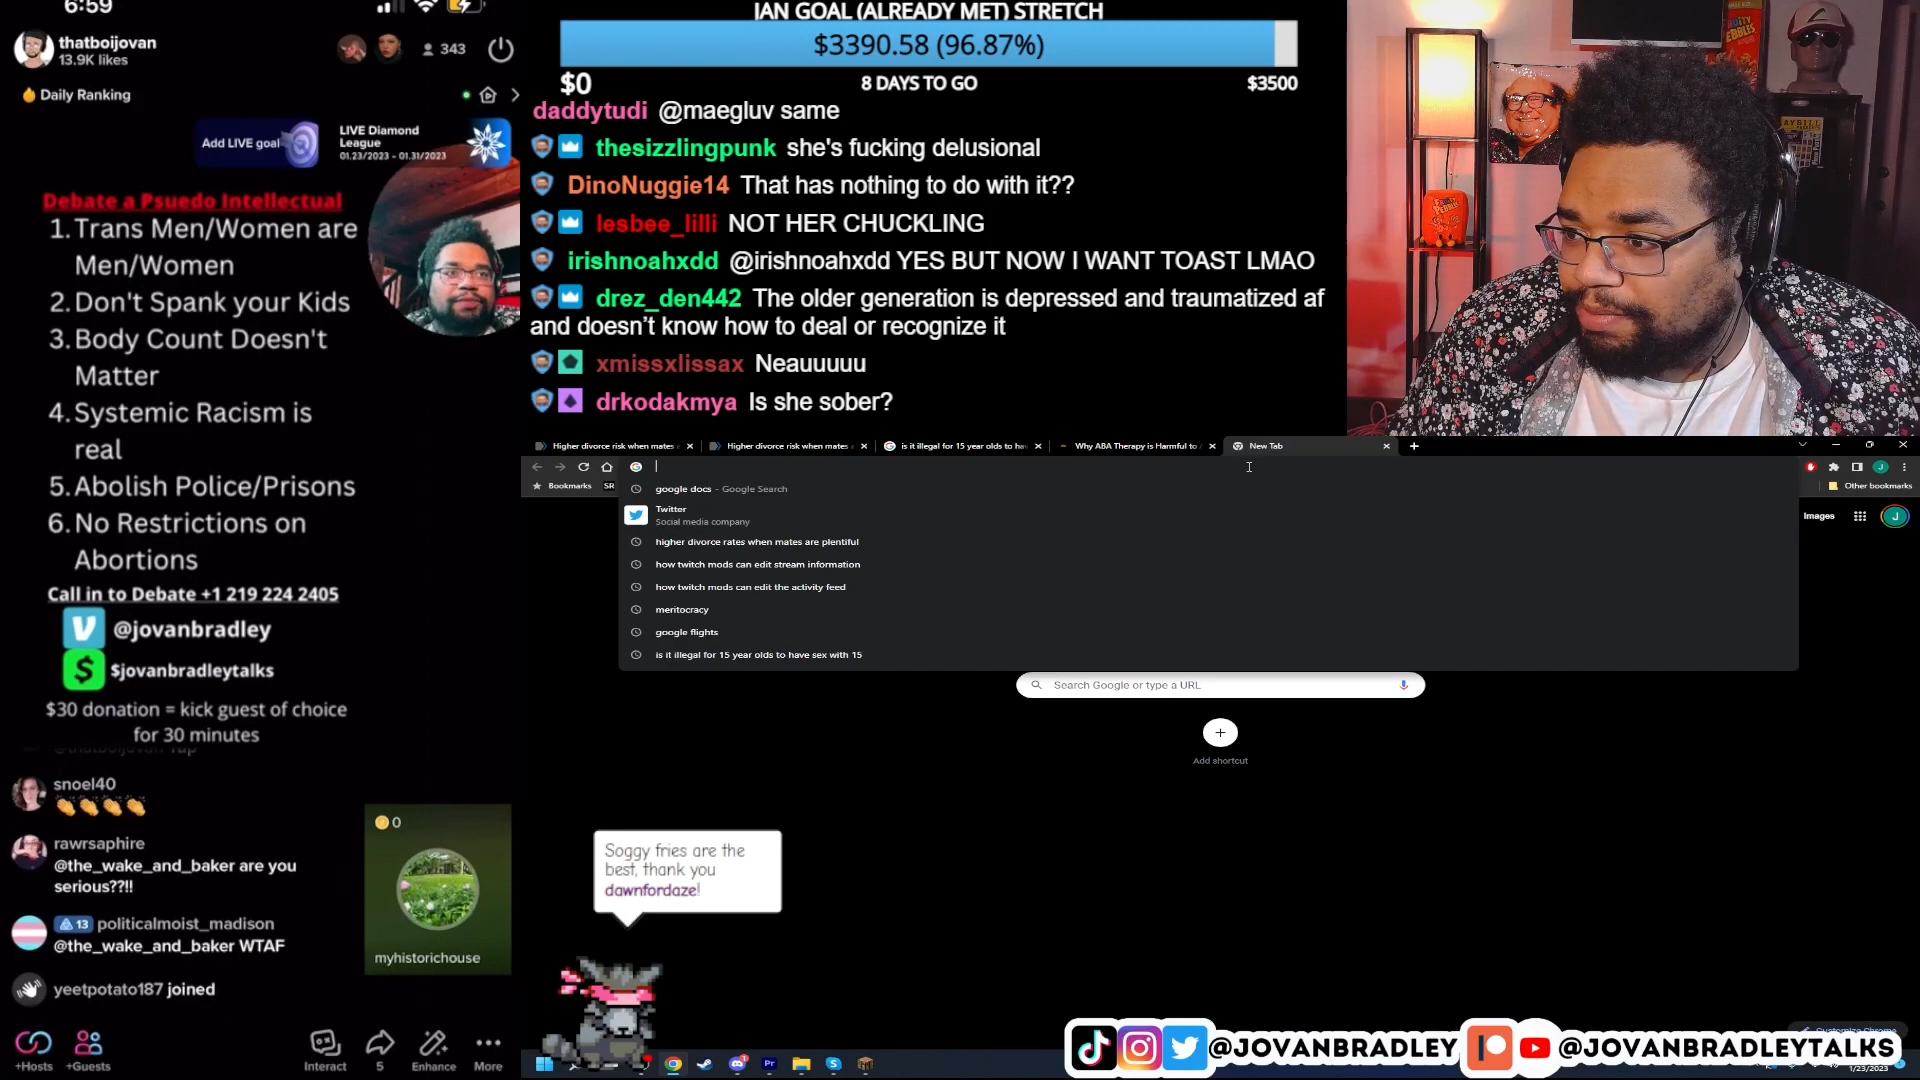 6:59
thatboijovan
13.9K likes
343
Daily Ranking
Add LIVE goal
LIVE Diamond
League
01.23/2023 - 01.31/2023
Debate a Psuedo Intellectual
1. Trans Men/Women are
Men/Women
2. Don't Spank your Kids
3. Body Count Doesn't
Matter
4. Systemic Racism is
real
5. Abolish Police/Prisons
6. No Restrictions on
Abortions
Call in to Debate +1 219 224 2405
@jovanbradley
$jovanbradleytalks
$30 donation = kick guest of choice
for 30 minutes
snoel40
rawrsaphire
@the_wake_and_baker are you
serious??!!
13 politicalmoist_madison
@the_wake_and_baker WTAF
yeetpotato187 joined
0
myhistorichouse
+Hosts
+Guests
Interact
5
Enhance
More
JAN GOAL (ALREADY MET) STRETCH
$3390.58 (96.87%)
$0
8 DAYS TO GO
$3500
daddytudi @maegluv same
thesizzlingpunk she's fucking delusional
DinoNuggie14 That has nothing to do with it??
lesbee_lilli NOT HER CHUCKLING
irishnoahxdd @irishnoahxdd YES BUT NOW I WANT TOAST LMAO
drez_den442 The older generation is depressed and traumatized af
and doesn't know how to deal or recognize it
xmissxlissax Neauuuuu
drkodakmya Is she sober?
FRUITY PEBBLES
PLAYBILL
Higher divorce risk when mates
Higher divorce risk when mates
is it illegal for 15 year olds to ha
Why ABA Therapy is Harmful to
New Tab
Bookmarks
SR
Other bookmarks
google docs - Google Search
Twitter
Social media company
higher divorce rates when mates are plentiful
how twitch mods can edit stream information
how twitch mods can edit the activity feed
meritocracy
google flights
is it illegal for 15 year olds to have sex with 15
Images
J
Search Google or type a URL
Add shortcut
Soggy fries are the
best, thank you
dawnfordaze!
Customize Chrome
@JOVANBRADLEY
@JOVANBRADLEYTALKS
1/23/2023